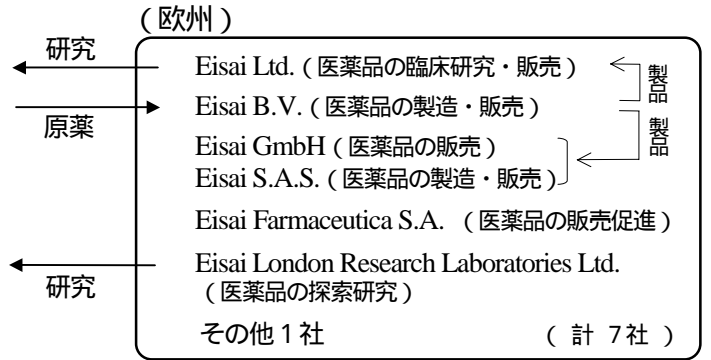 (欧州)
研究
Eisai Ltd.(医薬品の臨床研究・販売)
製品
Eisai B.V.(医薬品の製造・販売)
原薬
製品
Eisai GmbH(医薬品の販売)
Eisai S.A.S.(医薬品の製造・販売)
Eisai Farmaceutica S.A. (医薬品の販売促進)
Eisai London Research Laboratories Ltd.
研究
(医薬品の探索研究)
その他1社 (計 7社)